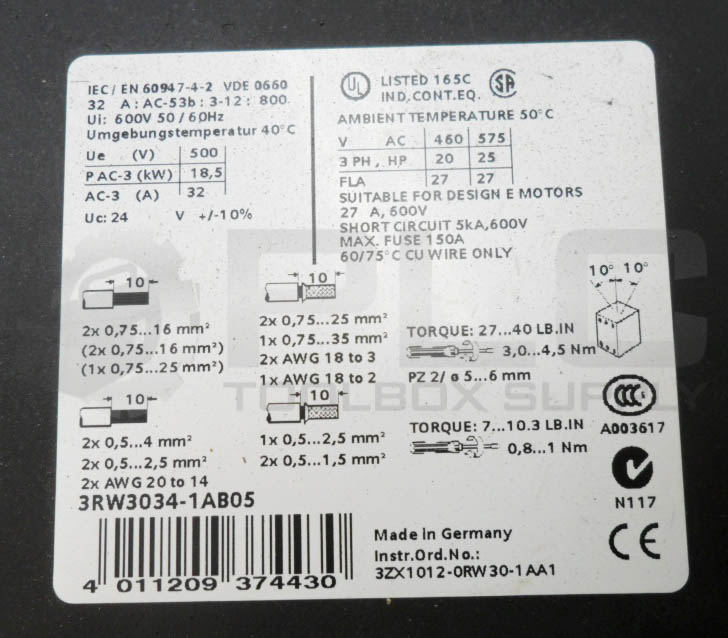 IEC/EN 60947-4-2 VDE 0660
32 A: AC-53b: 3-12: 800.
Ui: 600V 50/60Hz
Umgebungstemperatur 40°C
Ue (V) 500
P AC-3 (kW) 18,5
AC-3 (A) 32
Uc: 24 V +/-10%
UL LISTED 165C
IND.CONT.EQ.
SA
AMBIENT TEMPERATURE 50°C
V AC 460 575
3 PH, HP 20 25
FLA 27 27
SUITABLE FOR DESIGN E MOTORS
27 A, 600V
SHORT CIRCUIT 5kA, 600V
MAX. FUSE 150A
60/75°C CU WIRE ONLY
10
2x 0,75...16 mm²
(2x 0,75...16 mm²)
(1x 0,75...25 mm²)
10
2x 0,75...25 mm²
1x 0,75...35 mm²
2x AWG 18 to 3
1x AWG 18 to 2
10° 10°
TORQUE: 27...40 LB.IN
3,0...4,5 Nm
PZ 2/ ø 5...6 mm
10
2x 0,5...4 mm²
2x 0,5...2,5 mm²
2x AWG 20 to 14
10
1x 0,5...2,5 mm²
2x 0,5...1,5 mm²
TORQUE: 7...10.3 LB.IN
0,8...1 Nm
CCC
A003617
N117
CE
3RW3034-1AB05
4 011209 374430
Made in Germany
Instr.Ord.No.:
3ZX1012-0RW30-1AA1
PLC
TOOLBOX SUPPLY